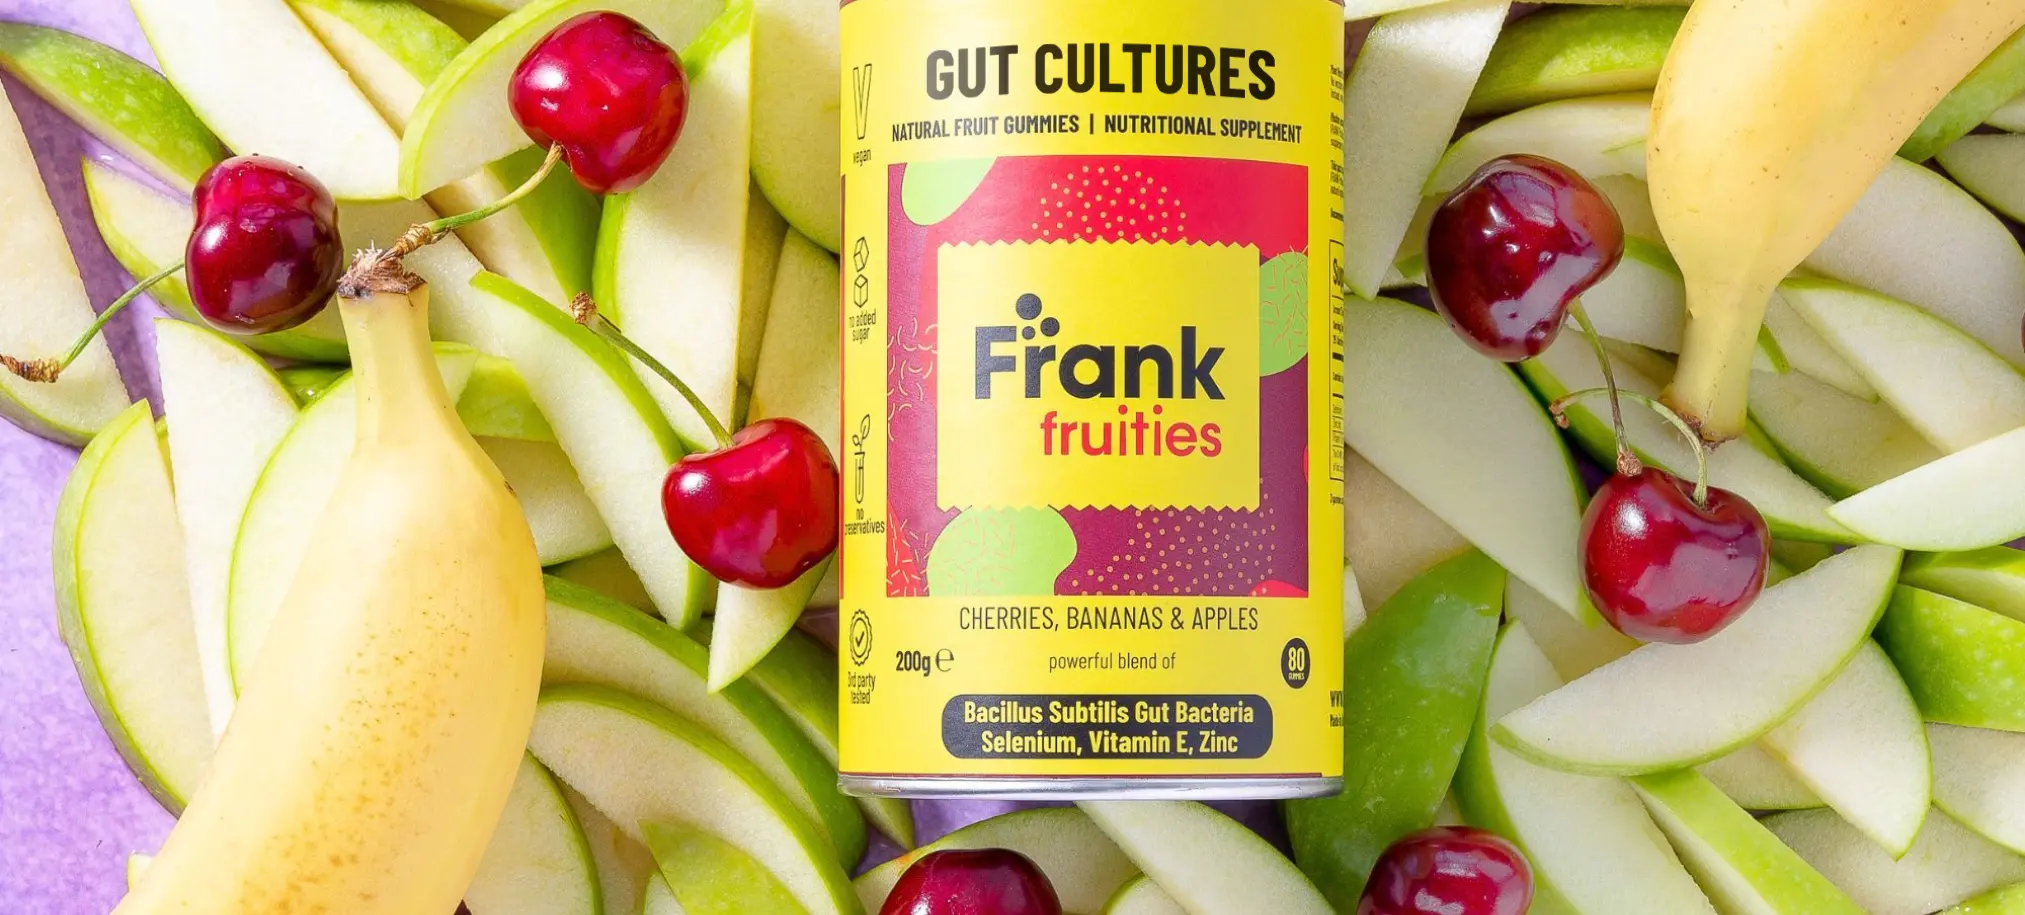 GUT CULTURES
NATURAL FRUIT GUMMIES | NUTRITIONAL SUPPLEMENT
V
vegan
no added
sugar
no
preservatives
3rd party
tested
Frank
fruities
CHERRIES, BANANAS & APPLES
200g e
powerful blend of
80
GUMMIES
Bacillus Subtilis Gut Bacteria
Selenium, Vitamin E, Zinc